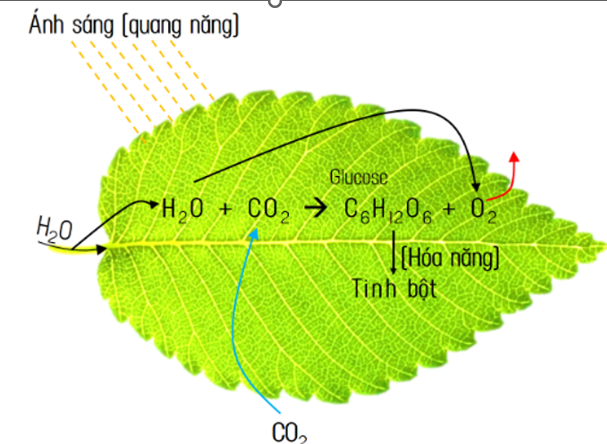 Ánh sáng (quang năng)
Glucose
H₂O + CO₂ → C₆H₁₂O₆ + O₂
H₂O
(Hóa năng)
Tinh bột
CO₂